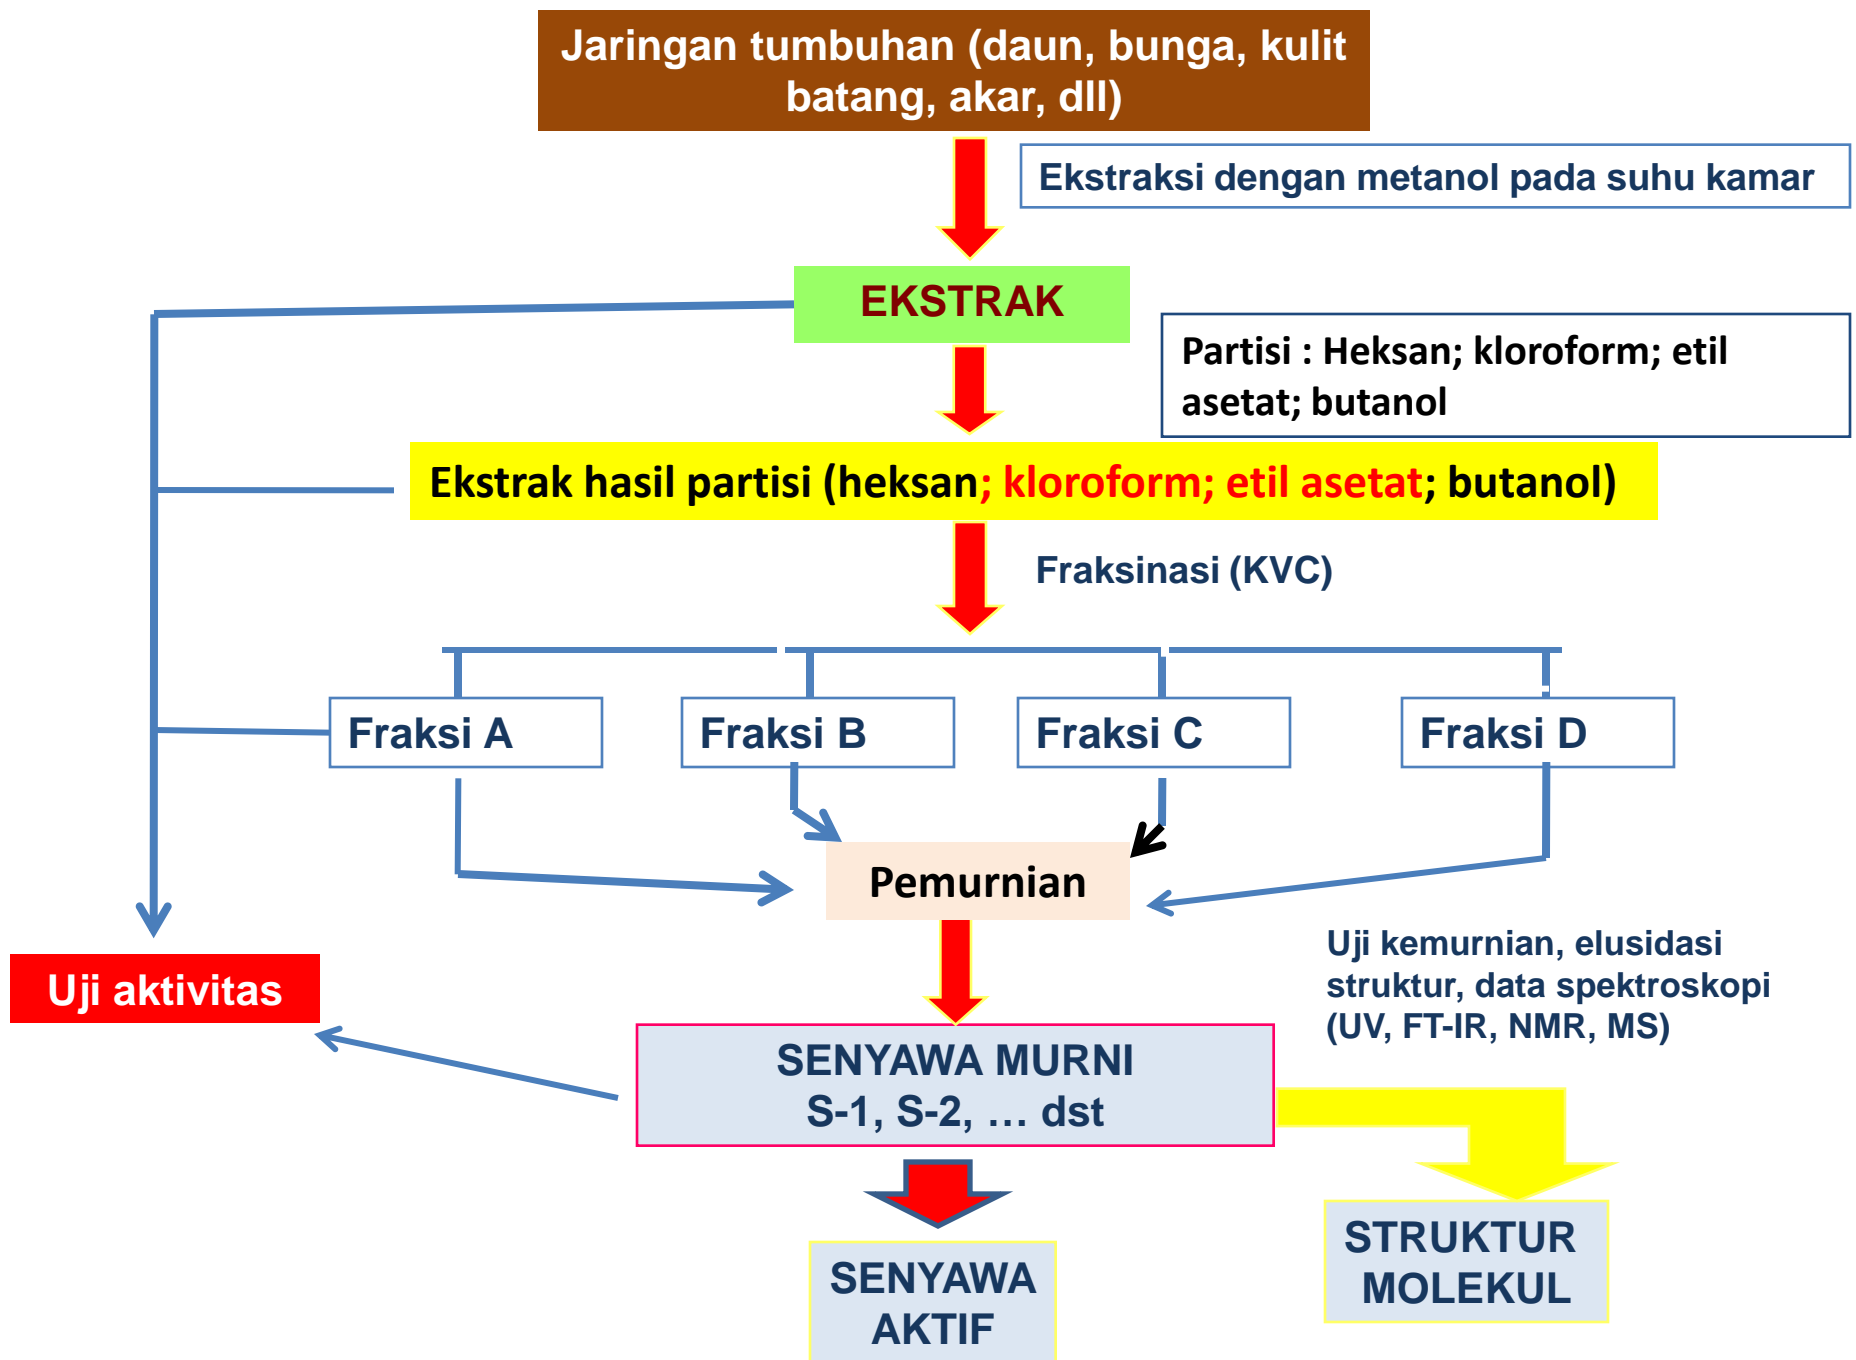 Jaringan tumbuhan (daun, bunga, kulit
batang, akar, dll)
Ekstraksi dengan metanol pada suhu kamar
EKSTRAK
Partisi : Heksan; kloroform; etil
asetat; butanol
Ekstrak hasil partisi (heksan; kloroform; etil asetat; butanol)
Fraksinasi (KVC)
Fraksi A
Fraksi B
Fraksi C
Fraksi D
Pemurnian
Uji kemurnian, elusidasi
struktur, data spektroskopi
(UV, FT-IR, NMR, MS)
Uji aktivitas
SENYAWA MURNI
S-1, S-2, … dst
STRUKTUR
MOLEKUL
SENYAWA
AKTIF